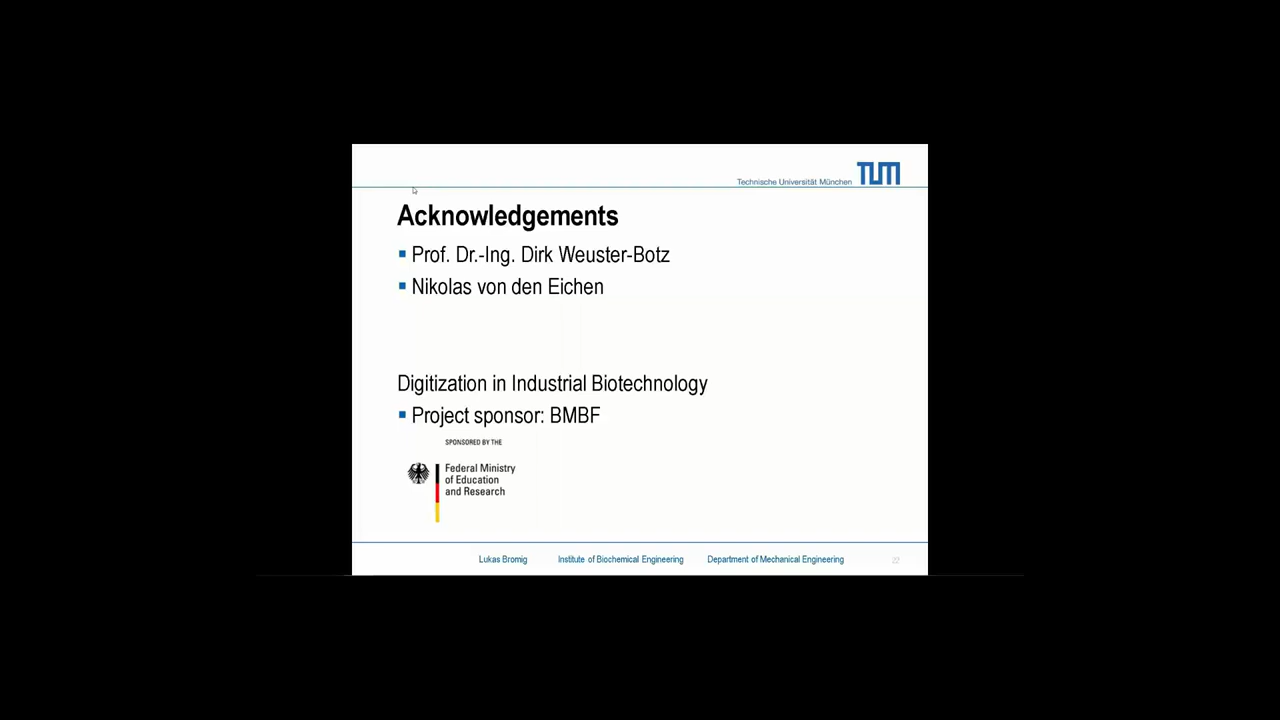 Technische Universität München TUM
Acknowledgements
Prof. Dr.-Ing. Dirk Weuster-Botz
Nikolas von den Eichen
Digitization in Industrial Biotechnology
Project sponsor: BMBF
SPONSORED BY THE
Federal Ministry
of Education
and Research
Lukas Bromig Institute of Biochemical Engineering Department of Mechanical Engineering 22